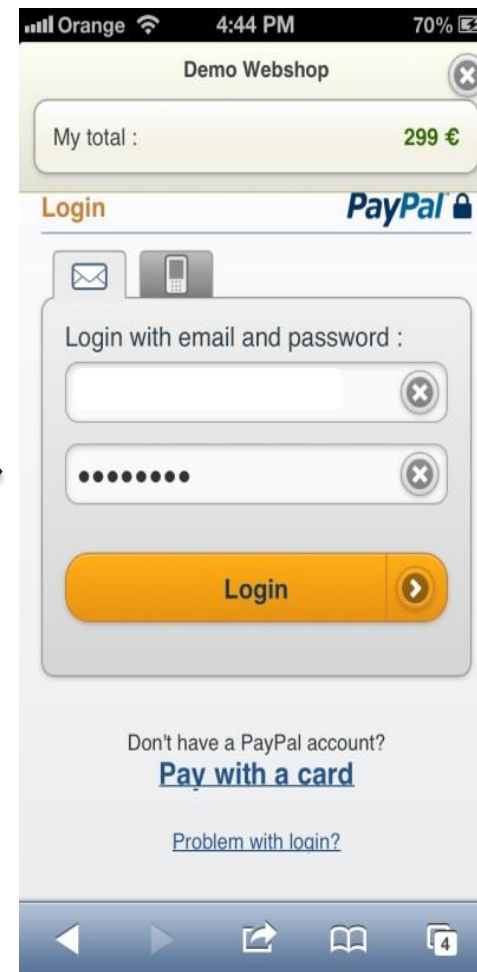 Orange 4:44 PM 70%
Demo Webshop
My total : 299 €
Login PayPal
Login with email and password :
••••••••
Login
Don't have a PayPal account?
Pay with a card
Problem with login?
4